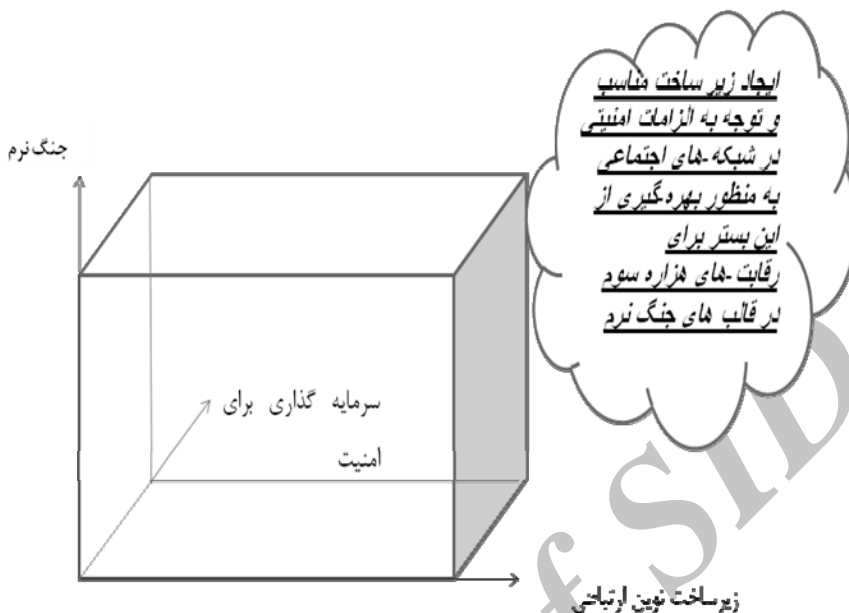 ایجاد زیر ساخت مناسب
و توجه به الزامات امنیتی
در شبکه-های اجتماعی
به منظور بهره-گیری از
این بستر برای
رقابت-های هزاره سوم
در قالب های جنگ نرم
جنگ نرم
سرمایه گذاری برای
امنیت
زیرساخت نوین ارتباطی
of SID